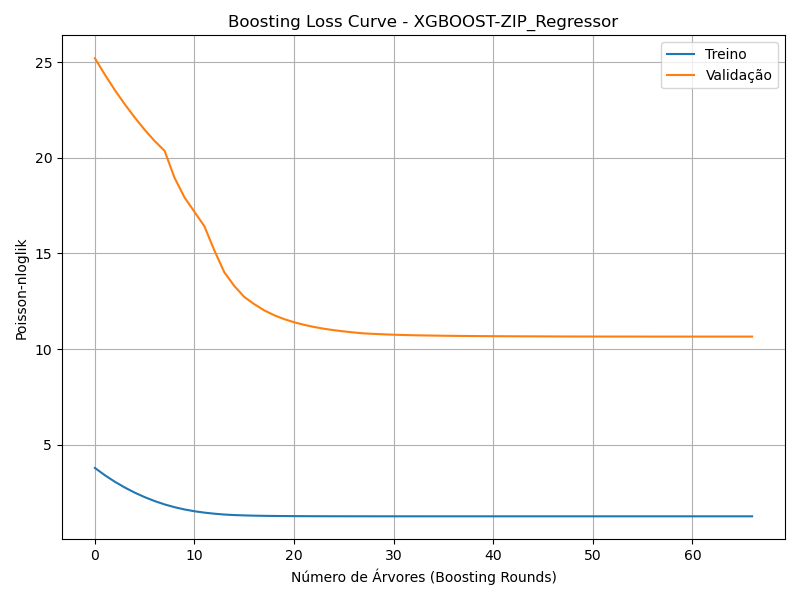 Boosting Loss Curve - XGBOOST-ZIP_Regressor
Treino
Validação
Poisson-nloglik
25
20
15
10
5
0 10 20 30 40 50 60
Número de Árvores (Boosting Rounds)